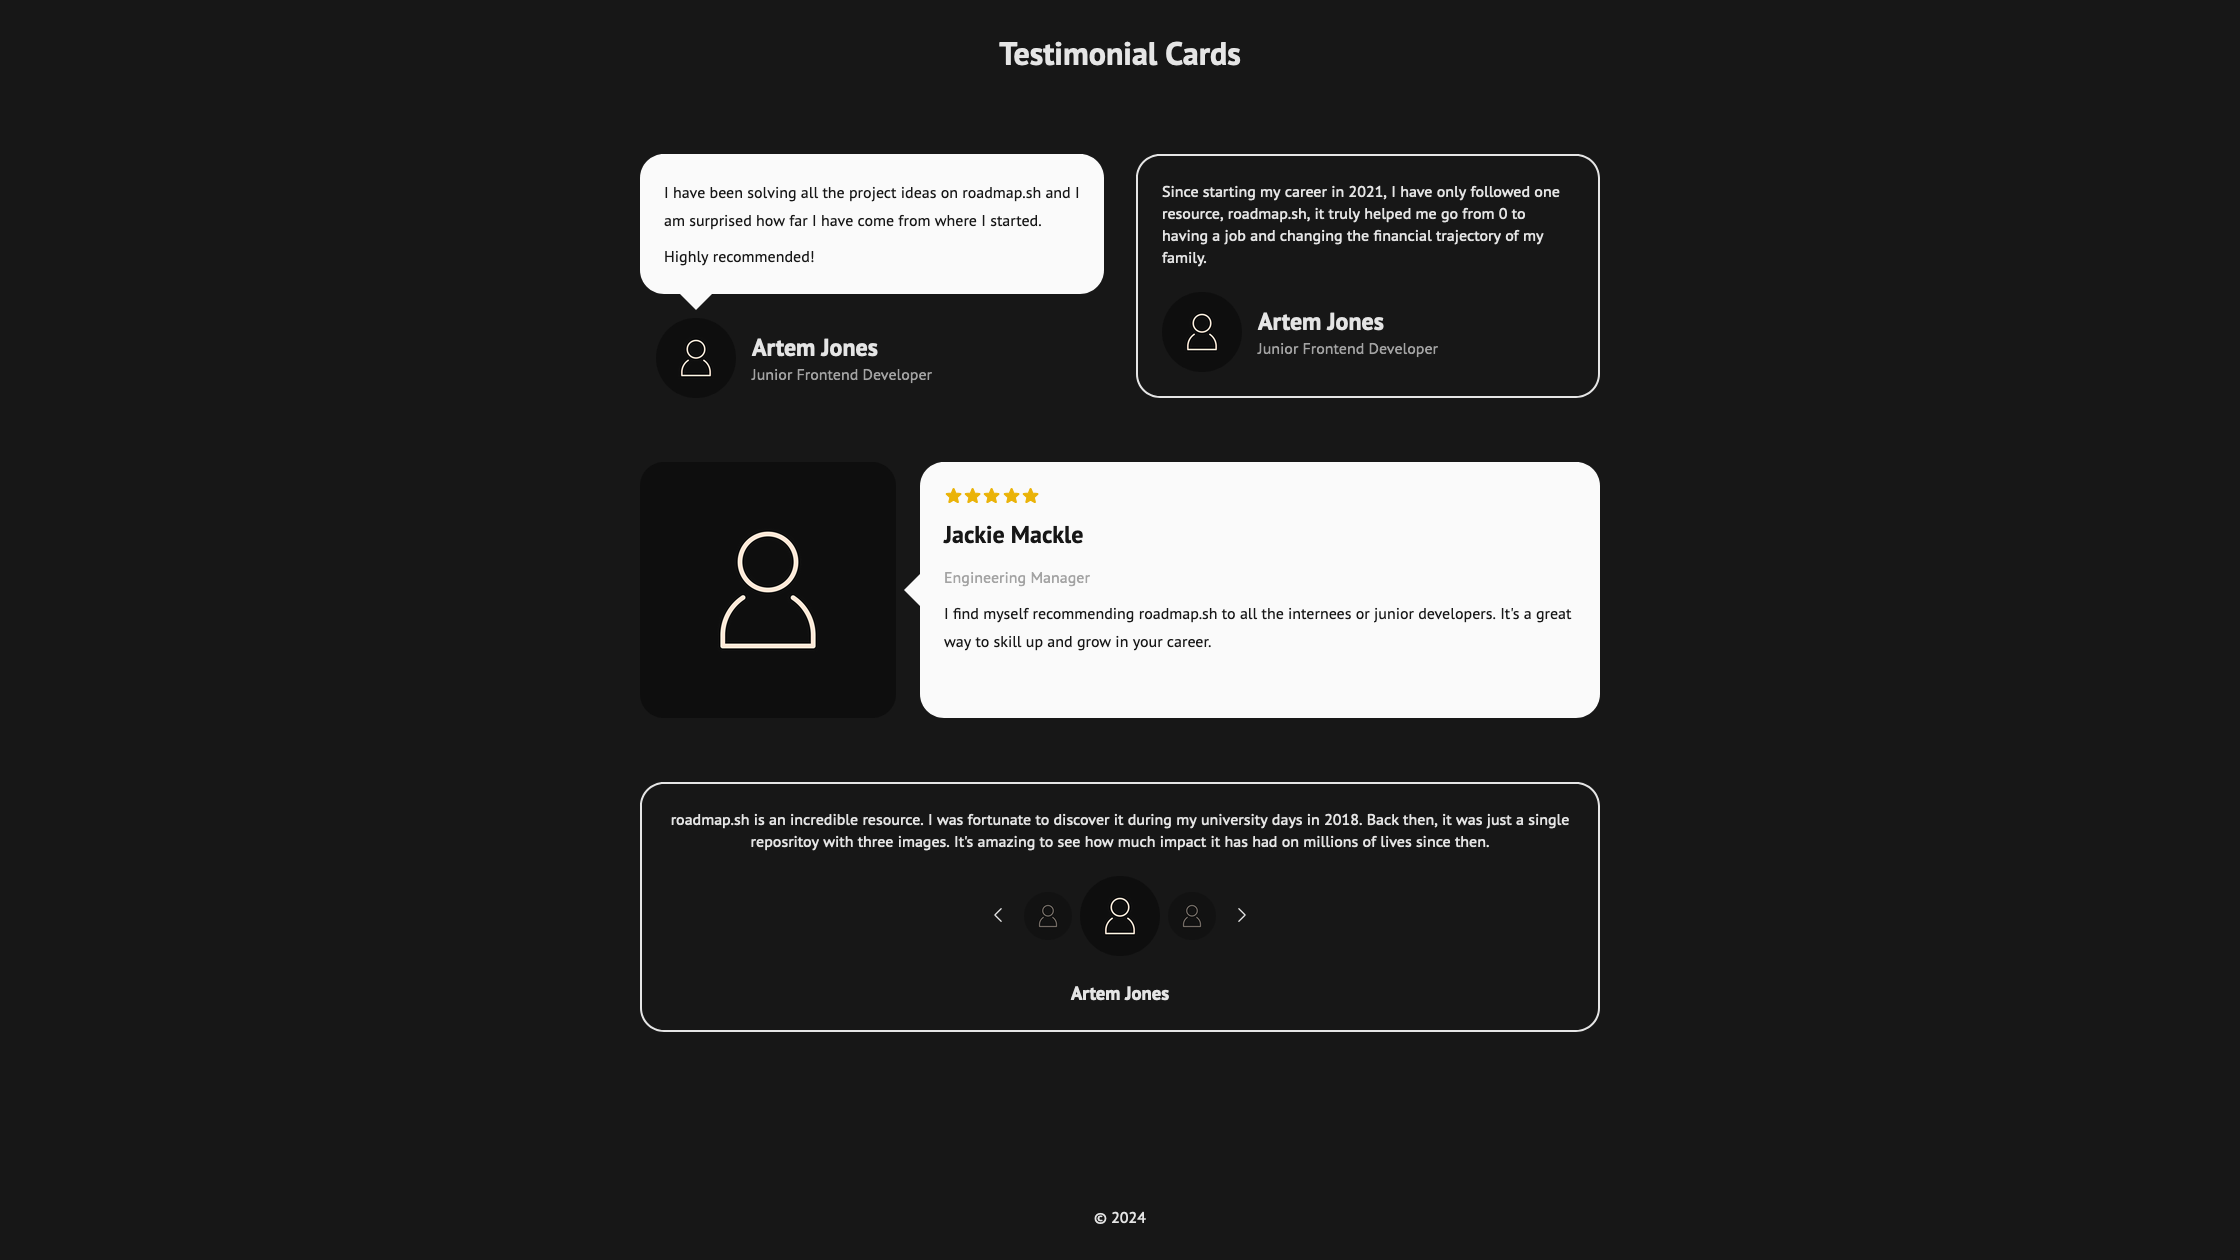 Testimonial Cards
I have been solving all the project ideas on roadmap.sh and I
am surprised how far I have come from where I started.
Highly recommended!
Artem Jones
Junior Frontend Developer
Since starting my career in 2021, I have only followed one
resource, roadmap.sh, it truly helped me go from 0 to
having a job and changing the financial trajectory of my
family.
Artem Jones
Junior Frontend Developer
Jackie Mackle
Engineering Manager
I find myself recommending roadmap.sh to all the internees or junior developers. It's a great
way to skill up and grow in your career.
roadmap.sh is an incredible resource. I was fortunate to discover it during my university days in 2018. Back then, it was just a single
reposritoy with three images. It's amazing to see how much impact it has had on millions of lives since then.
Artem Jones
© 2024